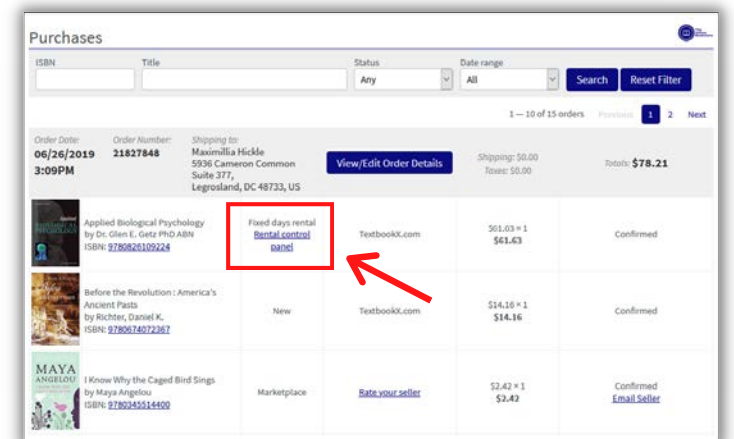 Purchases
ISBN Title Status Date range
Any All Search Reset Filter
1 — 10 of 15 orders Previous 1 2 Next
Order Date: Order Number: Shipping to:
06/26/2019 21827848 Maximillia Hickle
3:09PM 5936 Cameron Common
Suite 377,
Legrosland, DC 48733, US
View/Edit Order Details
Shipping: $0.00
Taxes: $0.00
Totals: $78.21
Applied Biological Psychology
by Dr. Glen E. Getz PhD ABN
ISBN: 9780826109224
Fixed days rental
Rental control
panel
TextbookX.com
$61.63
Confirmed
Before the Revolution : America's
Ancient Pasts
by Richter, Daniel K.
ISBN: 9780674072367
New
TextbookX.com
$14.16 × 1
$14.16
Confirmed
MAYA
ANGELOU
I Know Why the Caged Bird Sings
by Maya Angelou
ISBN: 9780345514400
Marketplace
Rate your seller
$2.42 × 1
$2.42
Confirmed
Email Seller